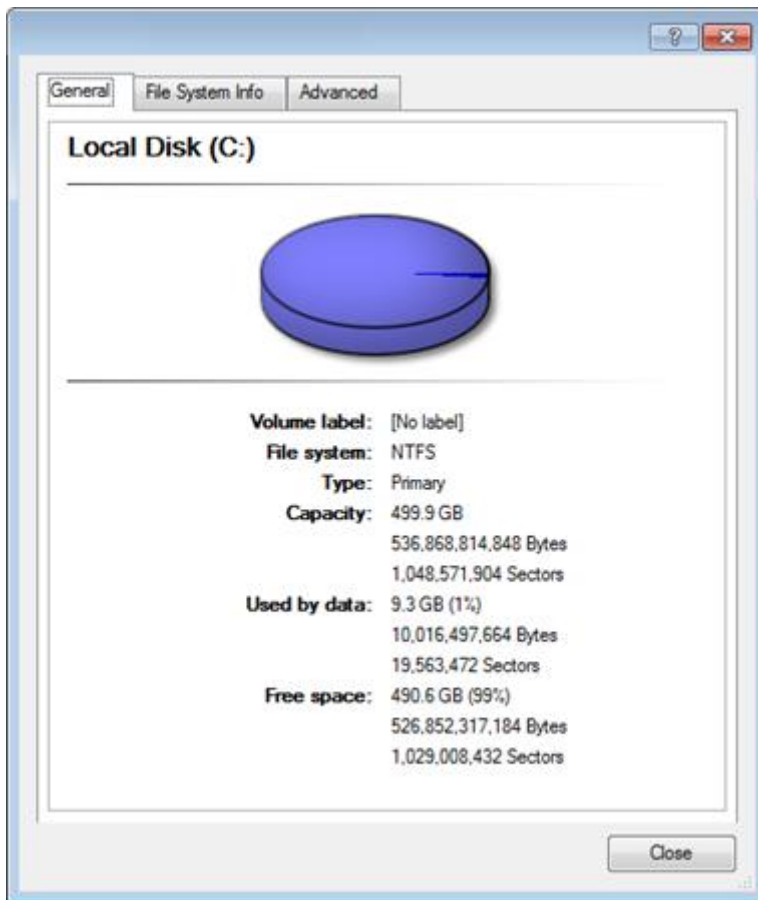 ?
General
File System Info
Advanced
Local Disk (C:)
Volume label: [No label]
File system: NTFS
Type: Primary
Capacity: 499.9 GB
536,868,814,848 Bytes
1,048,571,904 Sectors
Used by data: 9.3 GB (1%)
10,016,497,664 Bytes
19,563,472 Sectors
Free space: 490.6 GB (99%)
526,852,317,184 Bytes
1,029,008,432 Sectors
Close